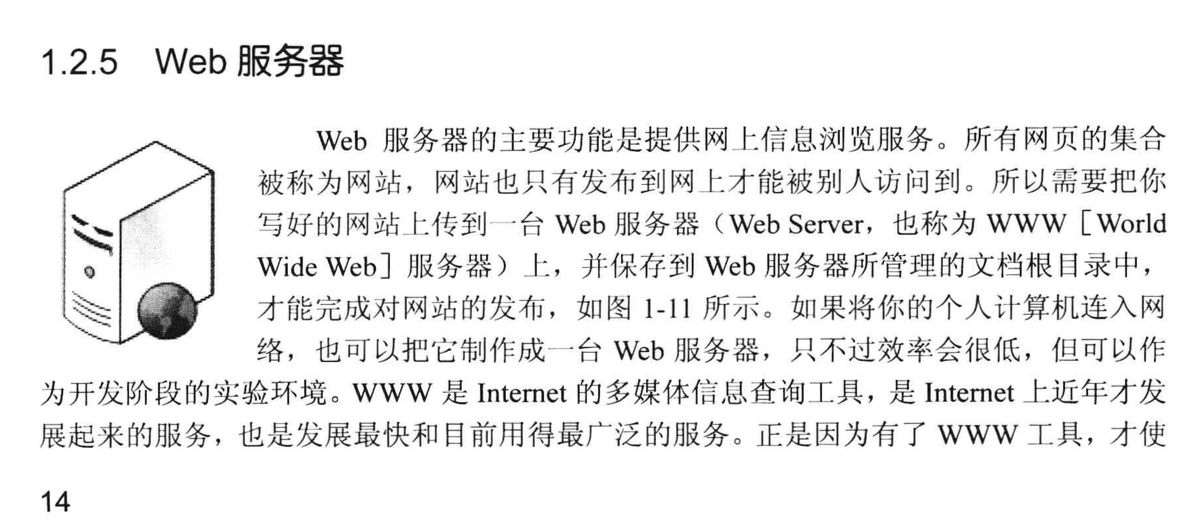 1.2.5 Web 服务器
Web 服务器的主要功能是提供网上信息浏览服务。所有网页的集合
被称为网站，网站也只有发布到网上才能被别人访问到。所以需要把你
写好的网站上传到一台 Web 服务器（Web Server，也称为 WWW［World
Wide Web］服务器）上，并保存到 Web 服务器所管理的文档根目录中，
才能完成对网站的发布，如图 1-11 所示。如果将你的个人计算机连入网
络，也可以把它制作成一台 Web 服务器，只不过效率会很低，但可以作
为开发阶段的实验环境。WWW 是 Internet 的多媒体信息查询工具，是 Internet 上近年才发
展起来的服务，也是发展最快和目前用得最广泛的服务。正是因为有了 WWW 工具，才使
14